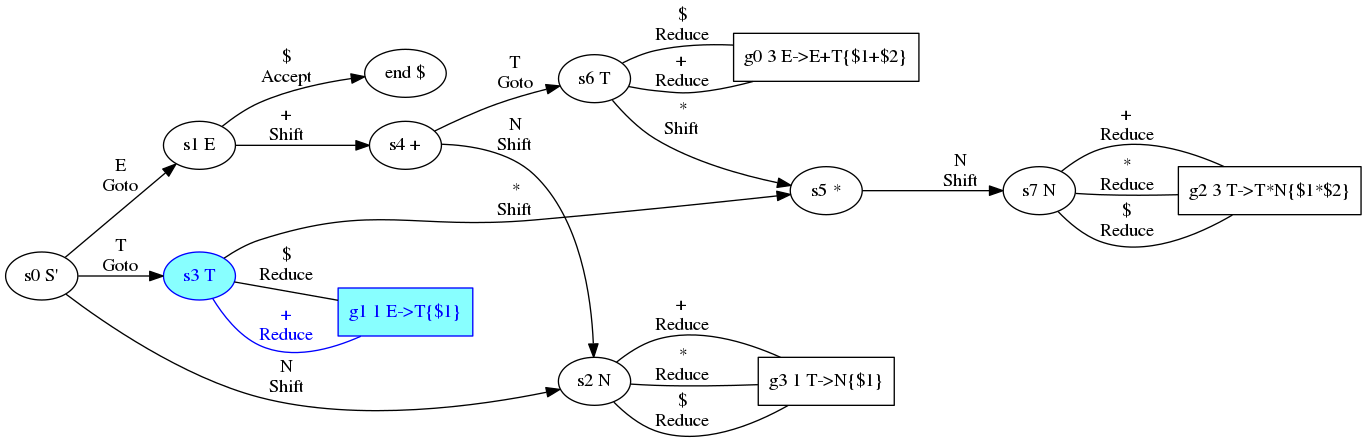 $
Reduce
g0 3 E->E+T{$1+$2}
+
Reduce
$
Accept
end $
T
Goto
s6 T
*
Shift
N
Shift
+
Shift
s1 E
s4 +
+
Reduce
*
Reduce
$
Reduce
g2 3 T->T*N{$1*$2}
N
Shift
s5 *
s7 N
E
Goto
*
Shift
T
Goto
s0 S'
s3 T
$
Reduce
g1 1 E->T{$1}
+
Reduce
N
Shift
+
Reduce
*
Reduce
$
Reduce
s2 N
g3 1 T->N{$1}